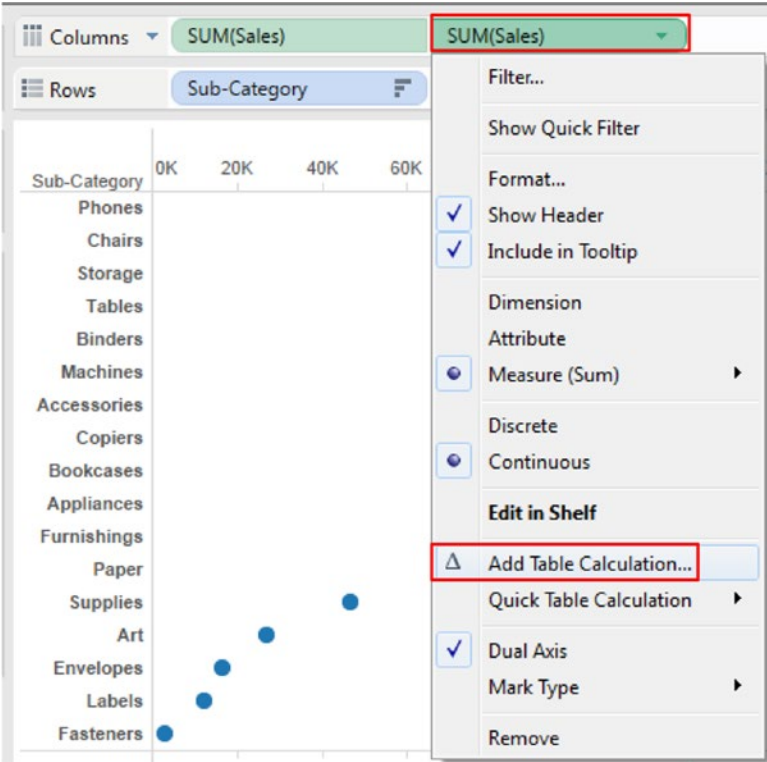 Columns SUM(Sales) SUM(Sales)
Rows Sub-Category
Sub-Category 0K 20K 40K 60K
Phones
Chairs
Storage
Tables
Binders
Machines
Accessories
Copiers
Bookcases
Appliances
Furnishings
Paper
Supplies
Art
Envelopes
Labels
Fasteners
Filter...
Show Quick Filter
Format...
Show Header
Include in Tooltip
Dimension
Attribute
Measure (Sum)
Discrete
Continuous
Edit in Shelf
Δ Add Table Calculation...
Quick Table Calculation
Dual Axis
Mark Type
Remove